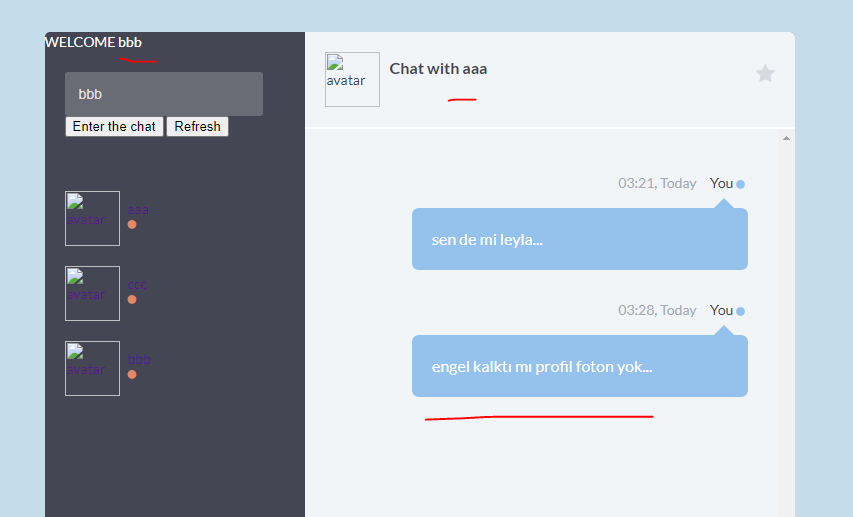 WELCOME bbb
bbb
Enter the chat Refresh
avatar aaa
avatar ccc
avatar bbb
avatar Chat with aaa
03:21, Today You
sen de mi leyla...
03:28, Today You
engel kalktı mı profil foton yok...